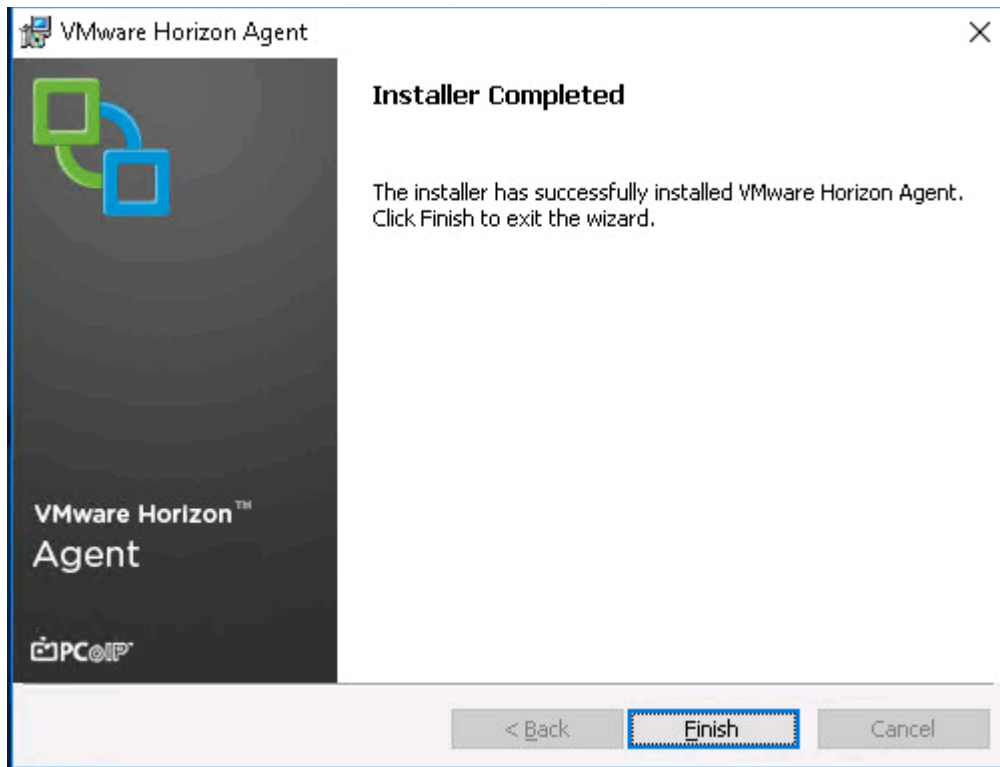 VMware Horizon Agent
Installer Completed
The installer has successfully installed VMware Horizon Agent.
Click Finish to exit the wizard.
VMware Horizon™
Agent
PCoIP™
< Back
Finish
Cancel